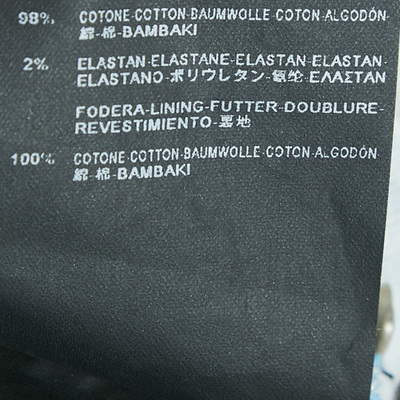 98% COTONE-COTTON-BAUMWOLLE-COTON-ALGODÓN-
綿-棉-BAMBAKI
2% ELASTAN-ELASTANE-ELASTAN-ELASTAN-
ELASTANO-ポリウレタン-氨纶-ΕΛΑΣΤΑΝ
FODERA-LINING-FUTTER-DOUBLURE-
REVESTIMIENTO-裏地
100% COTONE-COTTON-BAUMWOLLE-COTON-ALGODÓN-
綿-棉-BAMBAKI